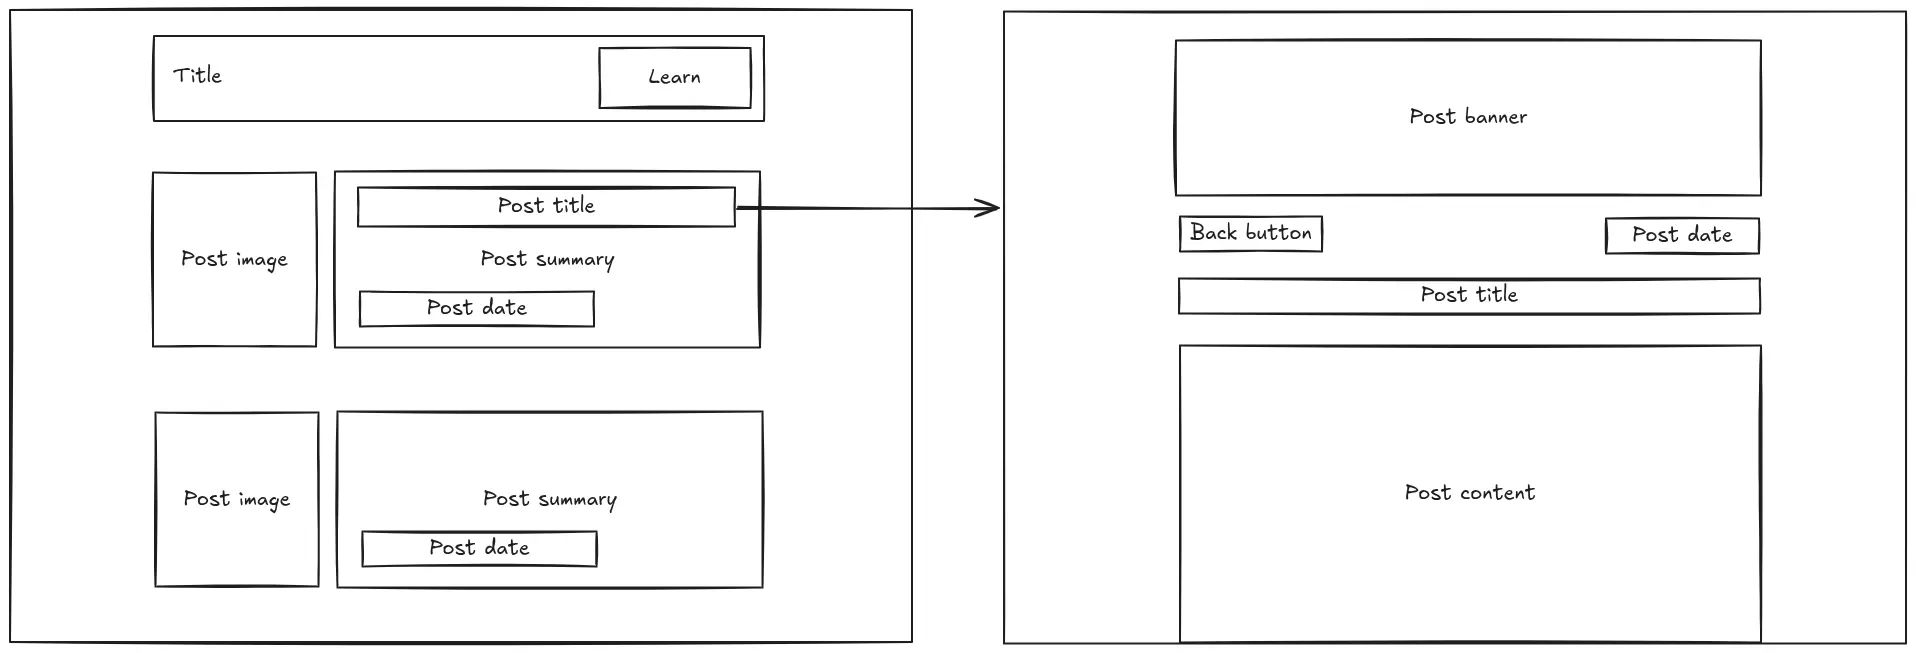 Title
Learn
Post image
Post title
Post summary
Post date
Post image
Post summary
Post date
Post banner
Back button
Post date
Post title
Post content